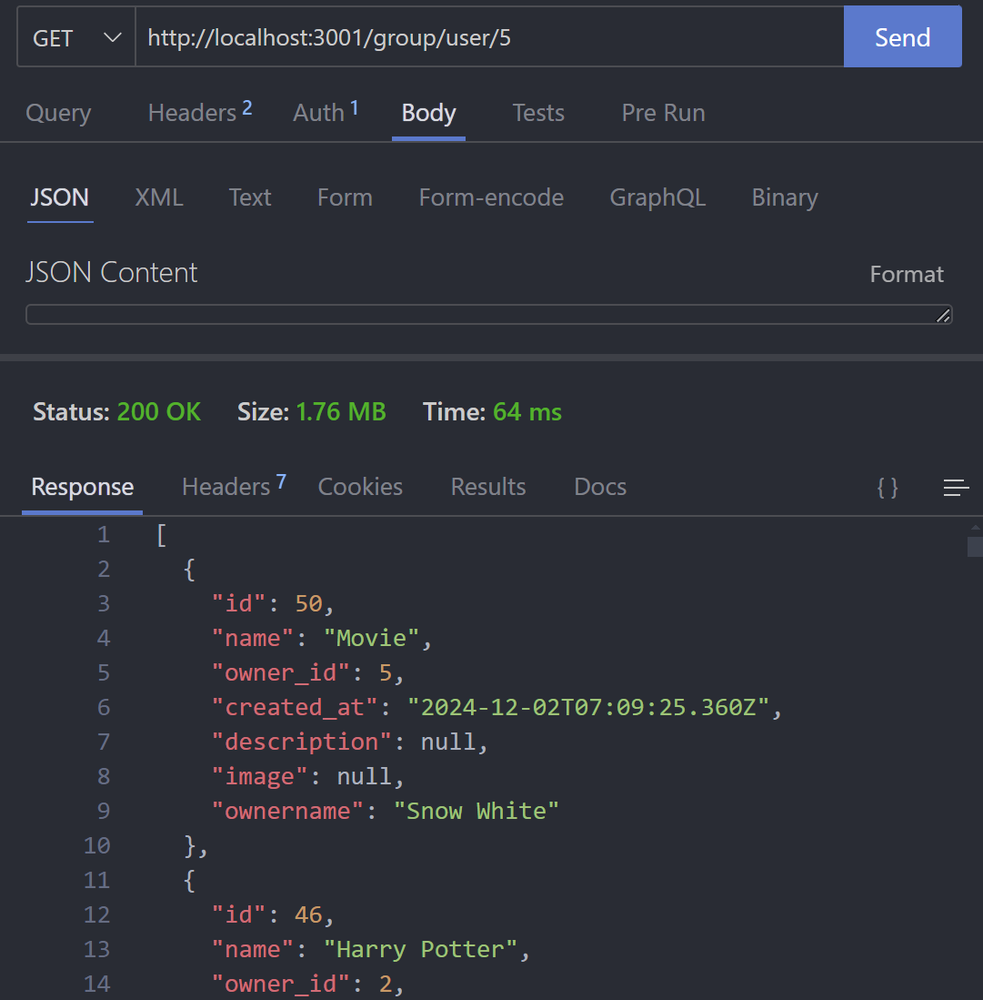 GET http://localhost:3001/group/user/5 Send
Query Headers 2 Auth 1 Body Tests Pre Run
JSON XML Text Form Form-encode GraphQL Binary
JSON Content Format
Status: 200 OK Size: 1.76 MB Time: 64 ms
Response Headers 7 Cookies Results Docs { }
1 [
2 {
3 "id": 50,
4 "name": "Movie",
5 "owner_id": 5,
6 "created_at": "2024-12-02T07:09:25.360Z",
7 "description": null,
8 "image": null,
9 "ownername": "Snow White"
10 },
11 {
12 "id": 46,
13 "name": "Harry Potter",
14 "owner_id": 2,